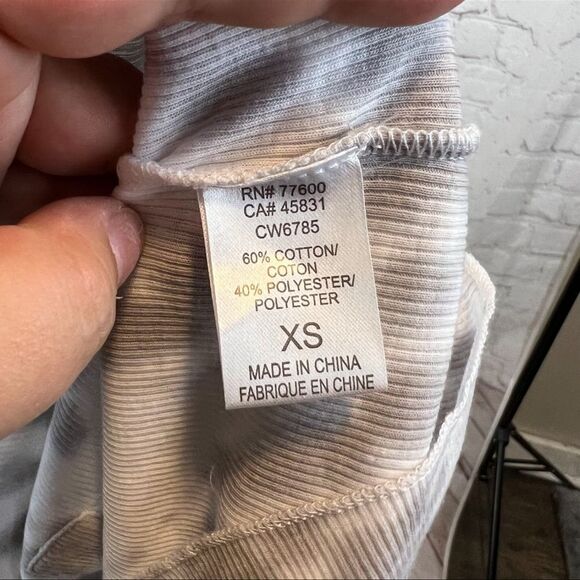 RN# 77600
CA# 45831
CW6785
60% COTTON/
COTON
40% POLYESTER/
POLYESTER
XS
MADE IN CHINA
FABRIQUE EN CHINE